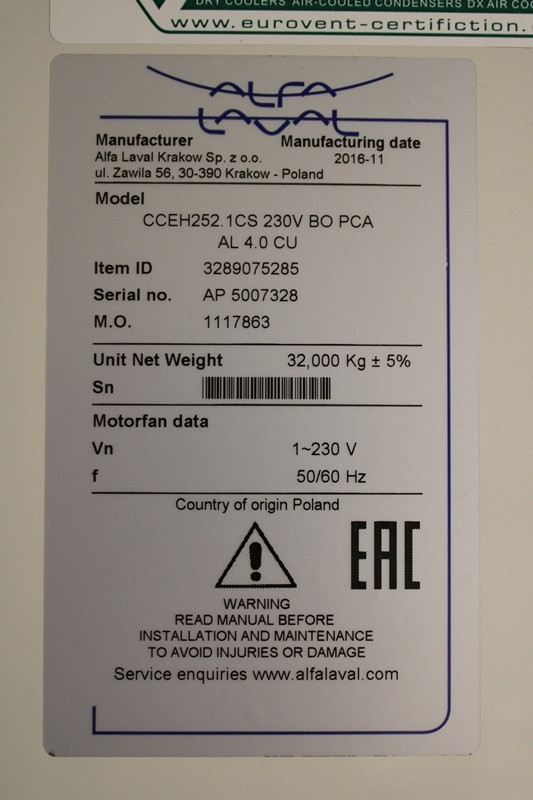 DRY COOLERS AIR-COOLED CONDENSERS DX AIR COO
www.eurovent-certifiction.
ALFA
LAVAL
Manufacturer Manufacturing date
Alfa Laval Krakow Sp. z o.o. 2016-11
ul. Zawila 56, 30-390 Krakow - Poland
Model
CCEH252.1CS 230V BO PCA
AL 4.0 CU
Item ID 3289075285
Serial no. AP 5007328
M.O. 1117863
Unit Net Weight 32,000 Kg ± 5%
Sn
Motorfan data
Vn 1~230 V
f 50/60 Hz
Country of origin Poland
EAC
WARNING
READ MANUAL BEFORE
INSTALLATION AND MAINTENANCE
TO AVOID INJURIES OR DAMAGE
Service enquiries www.alfalaval.com